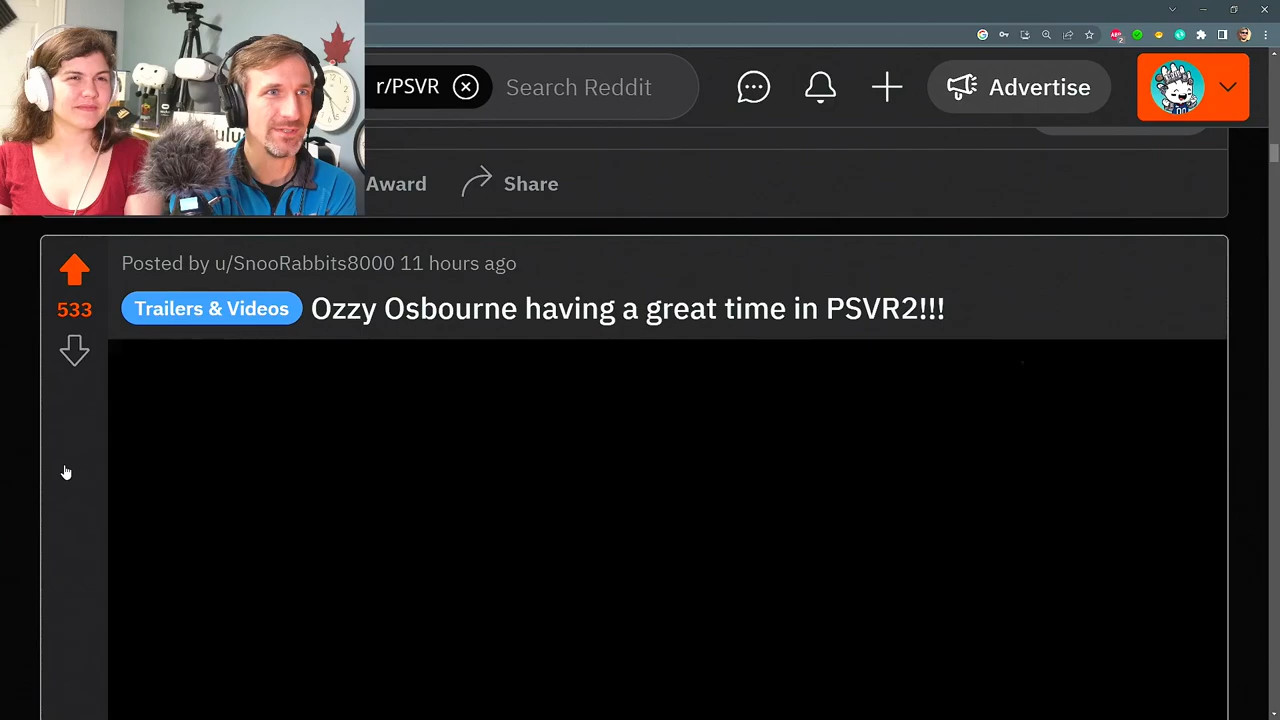 r/PSVR
Search Reddit
Advertise
Award
Share
Posted by u/SnooRabbits8000 11 hours ago
533
Trailers & Videos
Ozzy Osbourne having a great time in PSVR2!!!